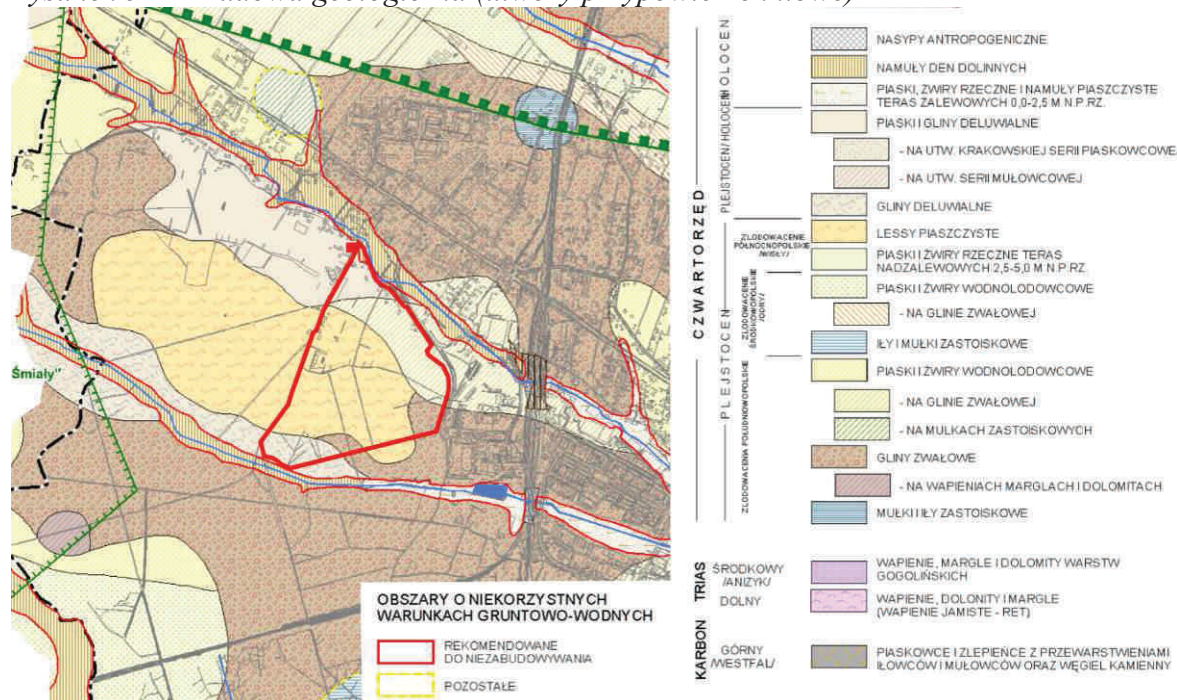 (utwory przypowierzchniowe)
Śmiały"
OBSZARY O NIEKORZYSTNYCH
WARUNKACH GRUNTOWO-WODNYCH
REKOMENDOWANE
DO NIEZABUDOWYWANIA
POZOSTAŁE
CZWARTORZĘD
HOLOCEN
PLEJSTOCEN/HOLOCEN
PLEJSTOCEN
ZLODOWACENIE
PÓŁNOCNOPOLSKIE
/WISŁY/
ZLODOWACENIE
ŚRODKOWOPOLSKIE
/ODRY/
ZLODOWACENIA POŁUDNIOWOPOLSKIE
NASYPY ANTROPOGENICZNE
NAMUŁY DEN DOLINNYCH
PIASKI, ŻWIRY RZECZNE I NAMUŁY PIASZCZYSTE
TERAS ZALEWOWYCH 0,0-2,5 M N.P.RZ.
PIASKI I GLINY DELUWIALNE
- NA UTW. KRAKOWSKIEJ SERII PIASKOWCOWEJ
- NA UTW. SERII MUŁOWCOWEJ
GLINY DELUWIALNE
LESSY PIASZCZYSTE
PIASKI I ŻWIRY RZECZNE TERAS
NADZALEWOWYCH 2,5-5,0 M N.P.RZ.
PIASKI I ŻWIRY WODNOLODOWCOWE
- NA GLINIE ZWAŁOWEJ
IŁY I MUŁKI ZASTOISKOWE
PIASKI I ŻWIRY WODNOLODOWCOWE
- NA GLINIE ZWAŁOWEJ
- NA MUŁKACH ZASTOISKOWYCH
GLINY ZWAŁOWE
- NA WAPIENIACH MARGLACH I DOLOMITACH
MUŁKI I IŁY ZASTOISKOWE
TRIAS
ŚRODKOWY
/ANIZYK/
WAPIENIE, MARGLE I DOLOMITY WARSTW
GOGOLIŃSKICH
DOLNY
WAPIENIE, DOLONITY I MARGLE
(WAPIENIE JAMISTE - RET)
KARBON
GÓRNY
/WESTFAL/
PIASKOWCE I ZLEPIEŃCE Z PRZEWARSTWIENIAMI
IŁOWCÓW I MUŁOWCÓW ORAZ WĘGIEL KAMIENNY